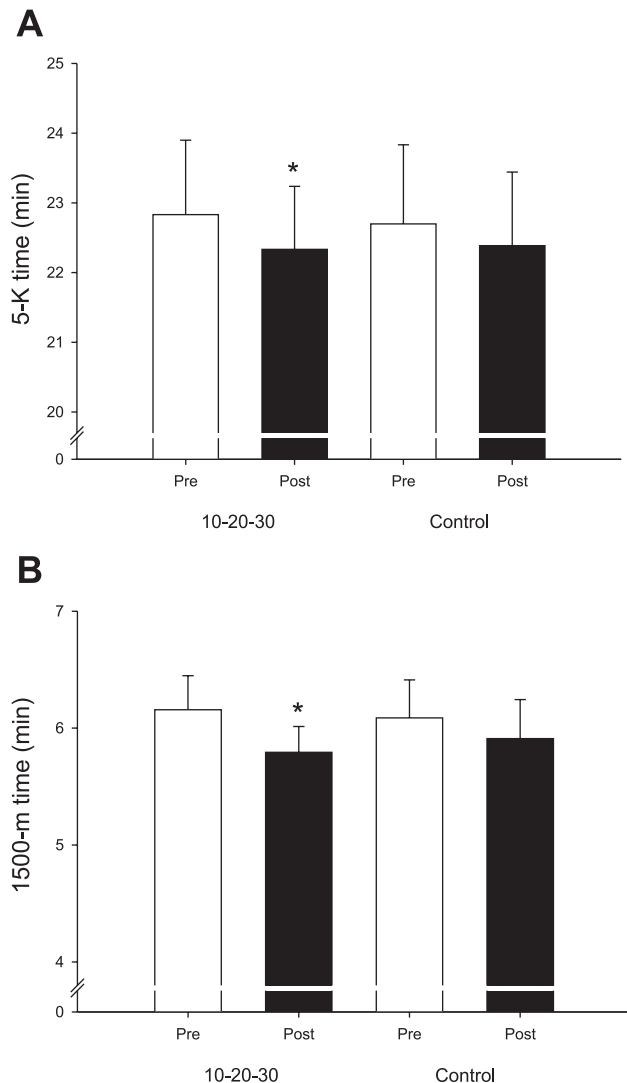 A
5-K time (min)
25
24
23
22
21
20
0
*
Pre
Post
Pre
Post
10-20-30
Control
B
1500-m time (min)
7
6
5
4
0
*
Pre
Post
Pre
Post
10-20-30
Control